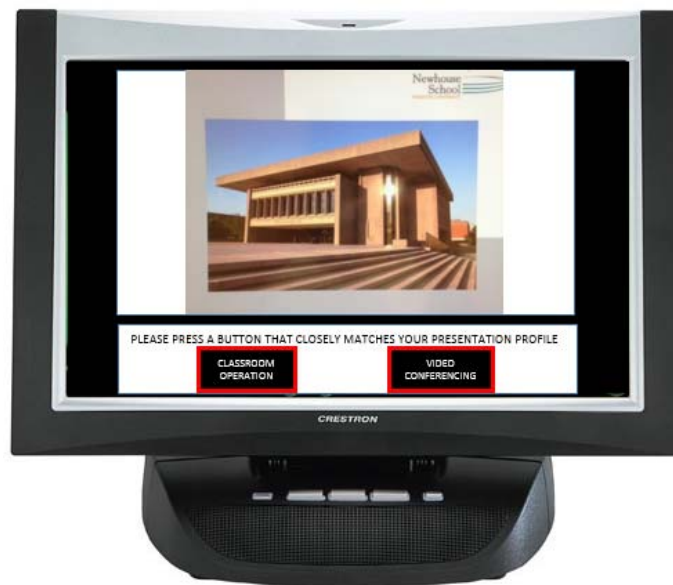 Newhouse
School
PLEASE PRESS A BUTTON THAT CLOSELY MATCHES YOUR PRESENTATION PROFILE
CLASSROOM
OPERATION
VIDEO
CONFERENCING
CRESTRON